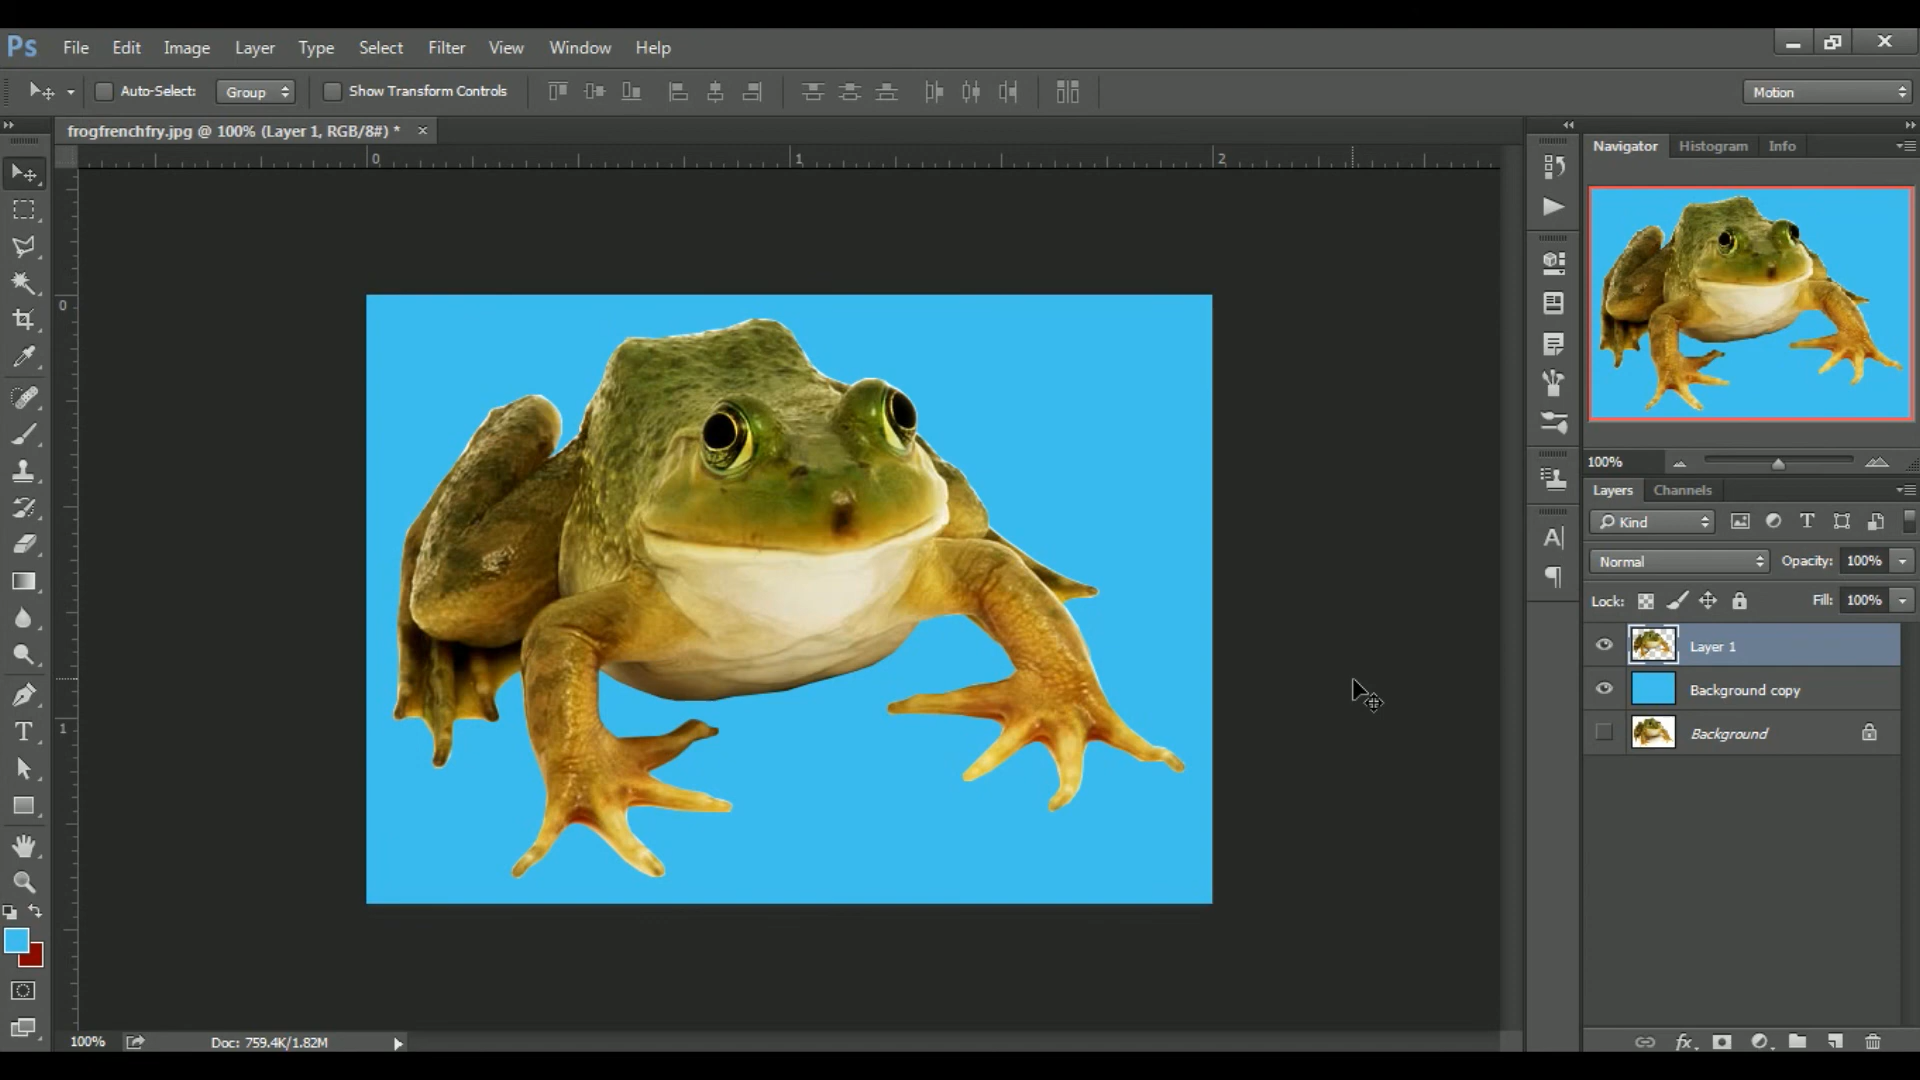 Ps File Edit Image Layer Type Select Filter View Window Help
Auto-Select: Group Show Transform Controls Motion
frogfrenchfry.jpg @ 100% (Layer 1, RGB/8#) * ×
0 1 2
0
1
Navigator Histogram Info
100%
Layers Channels
Kind
Normal Opacity: 100%
Lock: Fill: 100%
Layer 1
Background copy
Background
100% Doc: 759.4K/1.82M